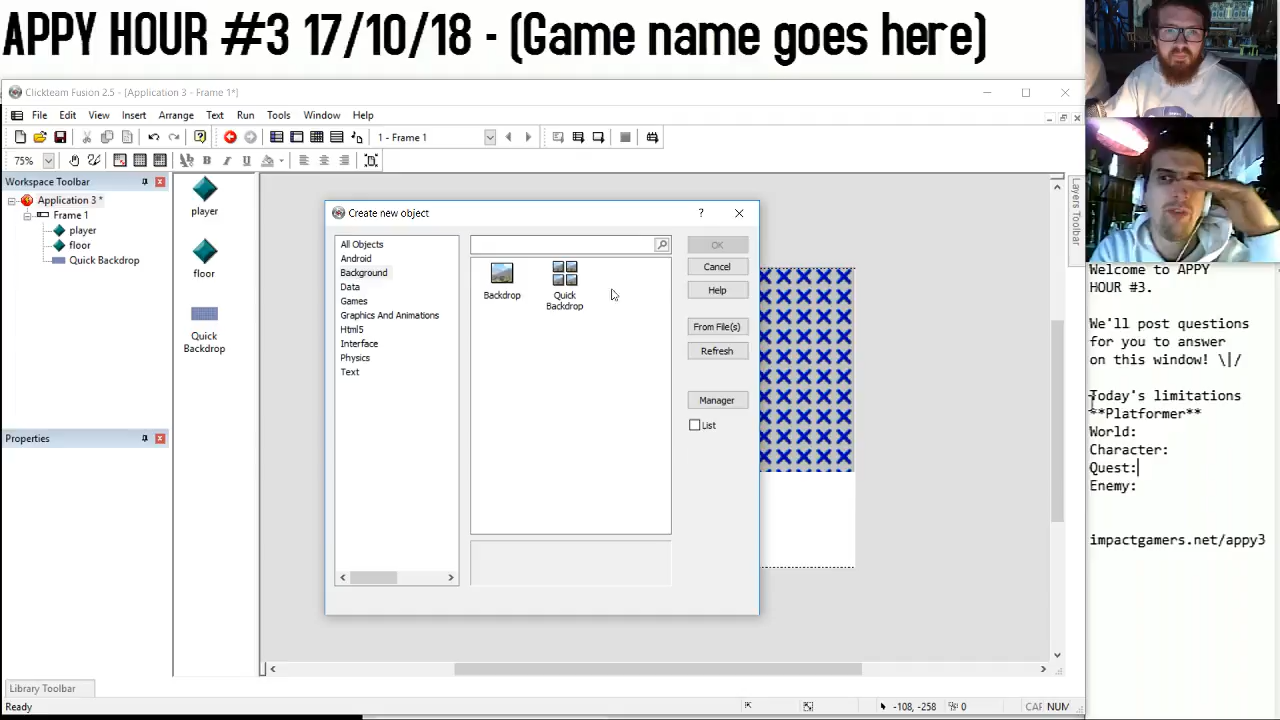 APPY HOUR #3 17/10/18 - (Game name goes here)
Clickteam Fusion 2.5 - [Application 3 - Frame 1*]
File Edit View Insert Arrange Text Run Tools Window Help
1 - Frame 1
75%
B I U
Workspace Toolbar
Application 3 *
Frame 1
player
floor
Quick Backdrop
Properties
player
floor
Quick
Backdrop
Create new object
?
All Objects
Android
Background
Data
Games
Graphics And Animations
Html5
Interface
Physics
Text
Backdrop
Quick
Backdrop
OK
Cancel
Help
From File(s)
Refresh
Manager
List
Layers Toolbar
Welcome to APPY
HOUR #3.
We'll post questions
for you to answer
on this window! \|/
Today's limitations
**Platformer**
World:
Character:
Quest:
Enemy:
impactgamers.net/appy3
Library Toolbar
Ready
-108, -258
0
CAP NUM